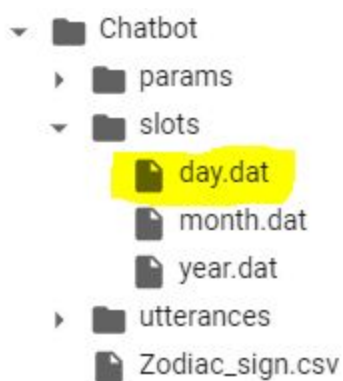 Chatbot
params
slots
day.dat
month.dat
year.dat
utterances
Zodiac_sign.csv